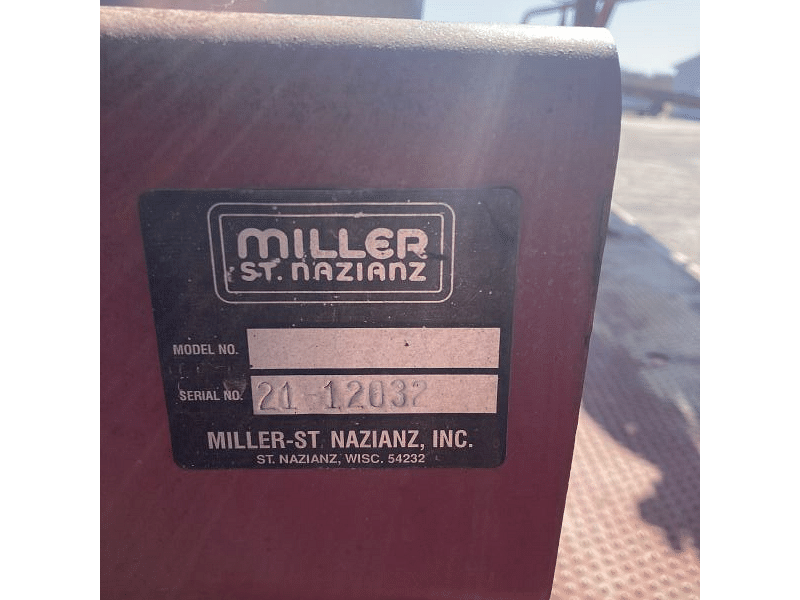 MILLER
ST. NAZIANZ
MODEL NO.
SERIAL NO. 21-12032
MILLER-ST. NAZIANZ, INC.
ST. NAZIANZ, WISC. 54232